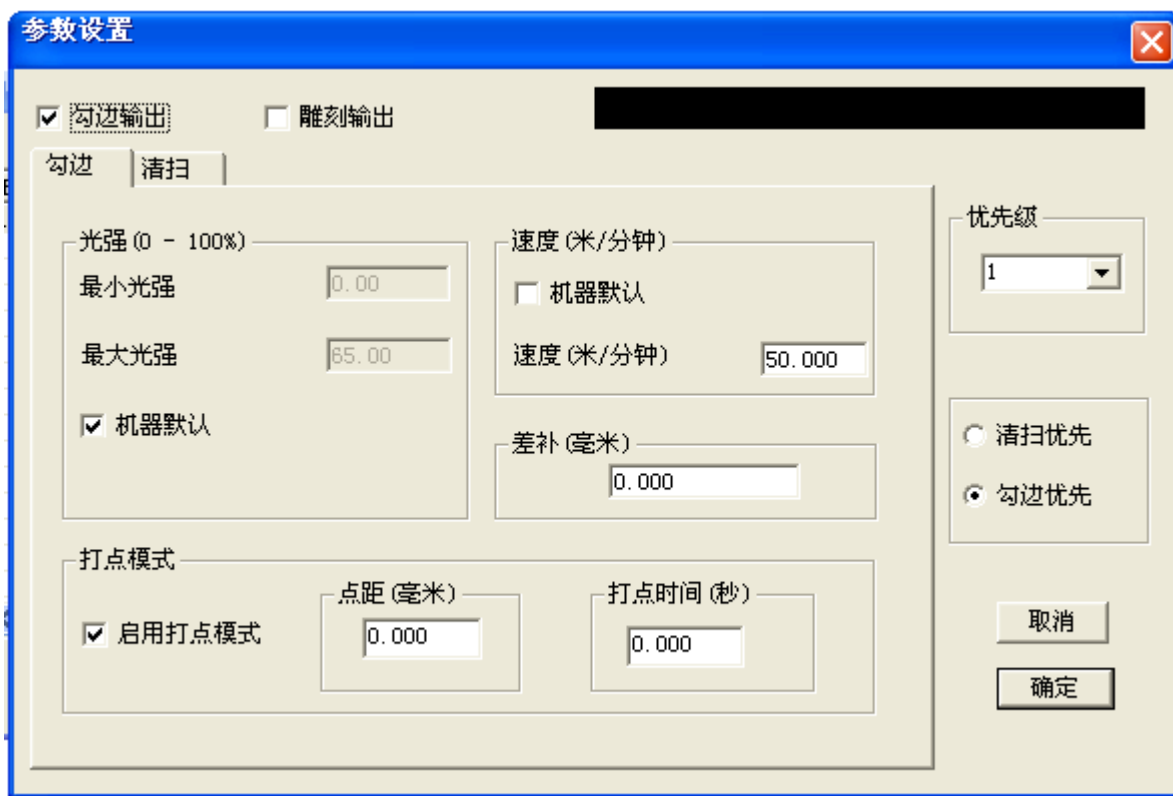 参数设置
勾边输出 雕刻输出
勾边 清扫
光强(0 - 100%)
最小光强 0.00
最大光强 65.00
机器默认
速度(米/分钟)
机器默认
速度(米/分钟) 50.000
差补(毫米)
0.000
打点模式
启用打点模式
点距(毫米)
0.000
打点时间(秒)
0.000
优先级
1
清扫优先
勾边优先
取消
确定